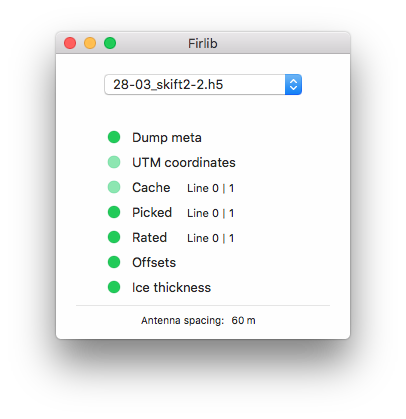 Firlib
28-03_skift2-2.h5
Dump meta
UTM coordinates
Cache Line 0 | 1
Picked Line 0 | 1
Rated Line 0 | 1
Offsets
Ice thickness
Antenna spacing: 60 m